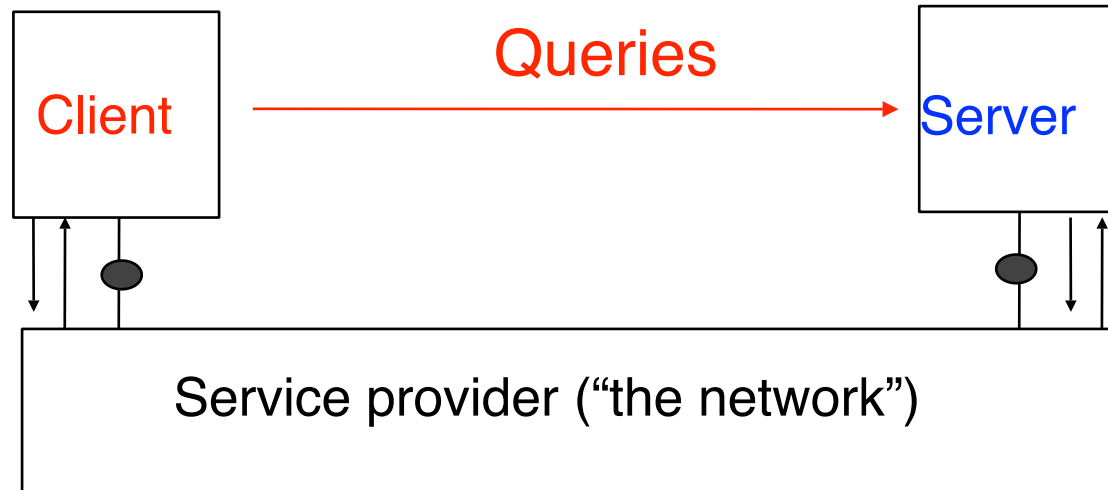 Queries
Client
Server
Service provider (“the network”)